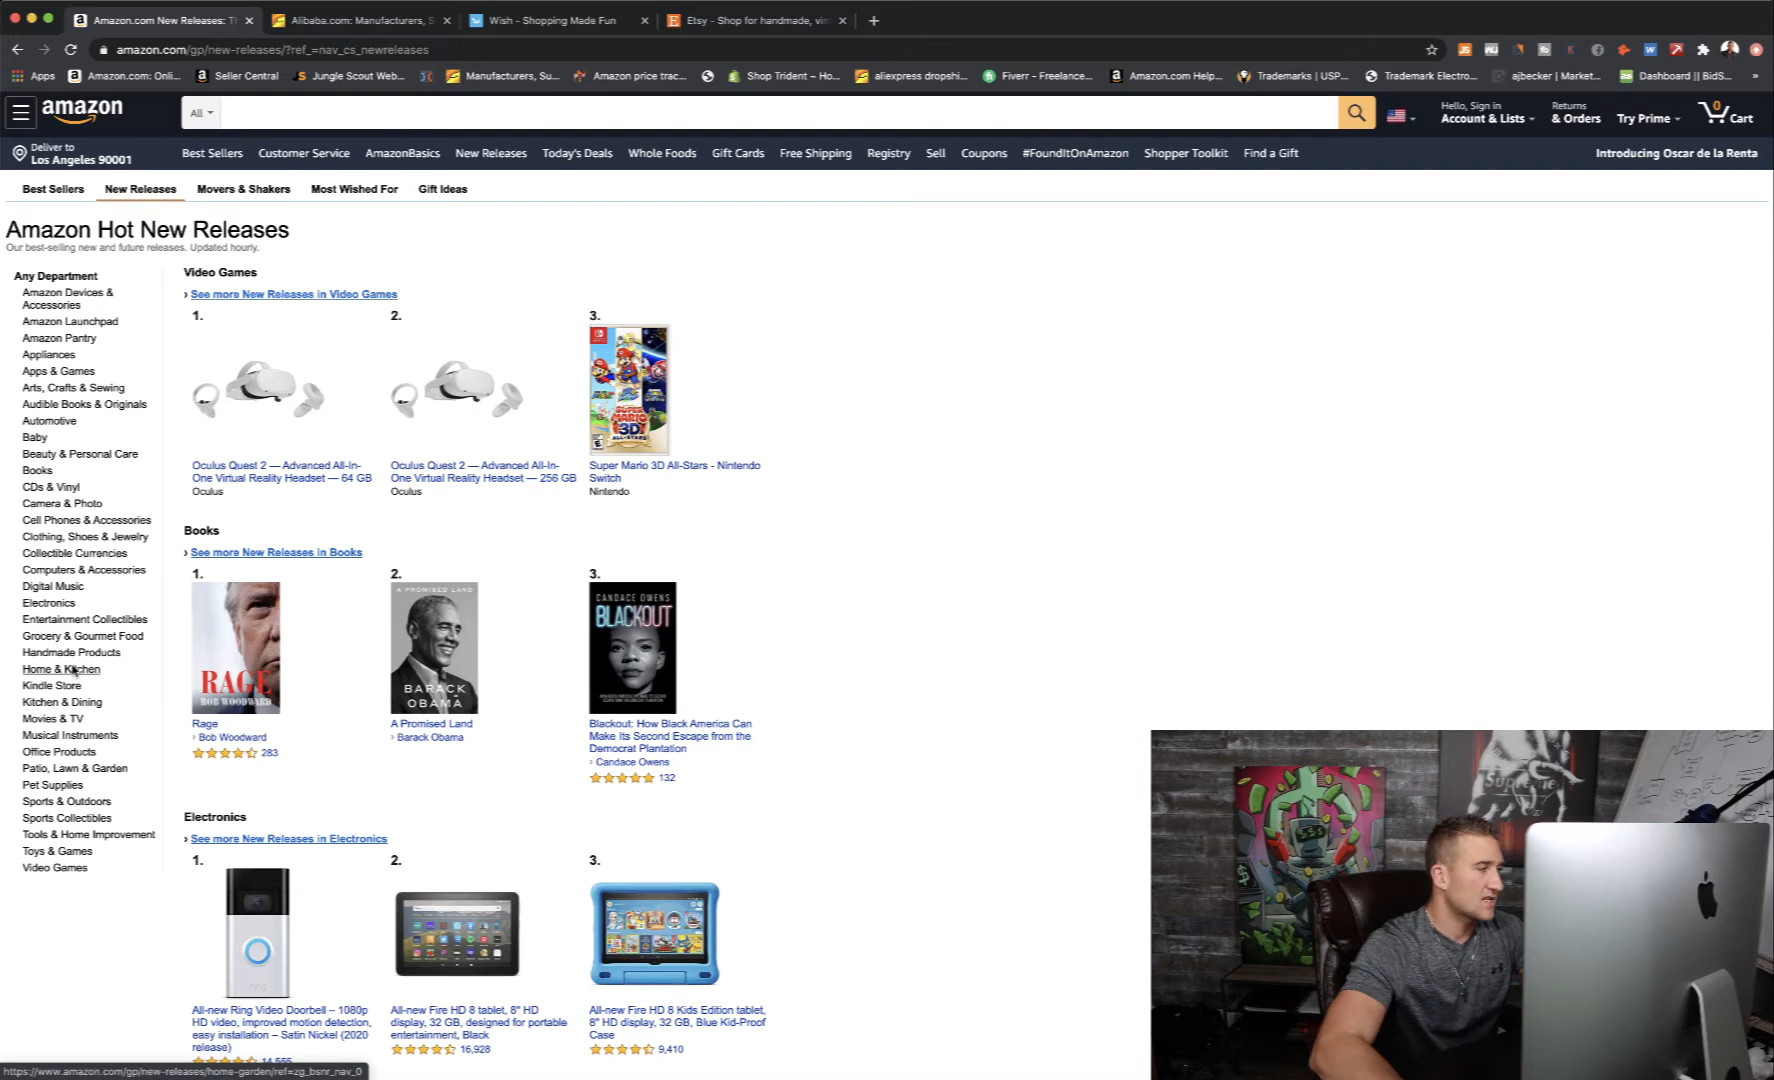 Amazon.com New Releases: T
Alibaba.com: Manufacturers, S
Wish - Shopping Made Fun
Etsy - Shop for handmade, vin
amazon.com/gp/new-releases/?ref_=nav_cs_newreleases
Apps
Amazon.com: Onli...
Seller Central
Jungle Scout Web...
Manufacturers, Su...
Amazon price trac...
Shop Trident – Ho...
aliexpress dropshi...
Fiverr - Freelance...
Amazon.com Help...
Trademarks | USP...
Trademark Electro...
ajbecker | Market...
Dashboard || BidS...
amazon
All
Hello, Sign in
Account & Lists
Returns
& Orders
Try Prime
0
Cart
Deliver to
Los Angeles 90001
Best Sellers
Customer Service
AmazonBasics
New Releases
Today's Deals
Whole Foods
Gift Cards
Free Shipping
Registry
Sell
Coupons
#FoundItOnAmazon
Shopper Toolkit
Find a Gift
Introducing Oscar de la Renta
Best Sellers
New Releases
Movers & Shakers
Most Wished For
Gift Ideas
Amazon Hot New Releases
Our best-selling new and future releases. Updated hourly.
Any Department
Amazon Devices &
Accessories
Amazon Launchpad
Amazon Pantry
Appliances
Apps & Games
Arts, Crafts & Sewing
Audible Books & Originals
Automotive
Baby
Beauty & Personal Care
Books
CDs & Vinyl
Camera & Photo
Cell Phones & Accessories
Clothing, Shoes & Jewelry
Collectible Currencies
Computers & Accessories
Digital Music
Electronics
Entertainment Collectibles
Grocery & Gourmet Food
Handmade Products
Home & Kitchen
Kindle Store
Kitchen & Dining
Movies & TV
Musical Instruments
Office Products
Patio, Lawn & Garden
Pet Supplies
Sports & Outdoors
Sports Collectibles
Tools & Home Improvement
Toys & Games
Video Games
Video Games
› See more New Releases in Video Games
1.
2.
3.
SUPER
MARIO
3D
ALL-STARS
Oculus Quest 2 — Advanced All-In-
One Virtual Reality Headset — 64 GB
Oculus
Oculus Quest 2 — Advanced All-In-
One Virtual Reality Headset — 256 GB
Oculus
Super Mario 3D All-Stars - Nintendo
Switch
Nintendo
Books
› See more New Releases in Books
1.
2.
3.
RAGE
BOB WOODWARD
A PROMISED LAND
BARACK
OBAMA
CANDACE OWENS
BLACKOUT
Rage
› Bob Woodward
283
A Promised Land
› Barack Obama
Blackout: How Black America Can
Make Its Second Escape from the
Democrat Plantation
› Candace Owens
132
Electronics
› See more New Releases in Electronics
1.
2.
3.
ring
All-new Ring Video Doorbell – 1080p
HD video, improved motion detection,
easy installation – Satin Nickel (2020
release)
14,555
All-new Fire HD 8 tablet, 8" HD
display, 32 GB, designed for portable
entertainment, Black
16,928
All-new Fire HD 8 Kids Edition tablet,
8" HD display, 32 GB, Blue Kid-Proof
Case
9,410
https://www.amazon.com/gp/new-releases/home-garden/ref=zg_bsnr_nav_0
Supreme
$$$
$